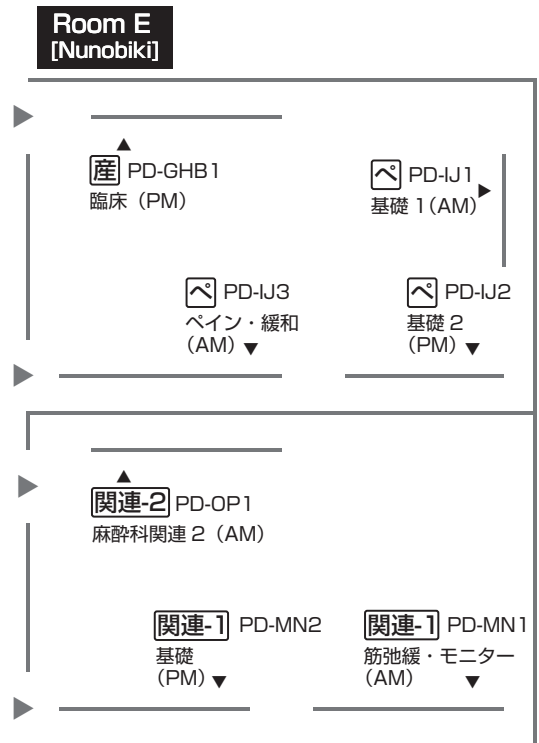 Room E
[Nunobiki]
産 PD-GHB1
臨床（PM）
ペ PD-IJ1
基礎 1（AM）
ペ PD-IJ3
ペイン・緩和
（AM）
ペ PD-IJ2
基礎 2
（PM）
関連-2 PD-OP1
麻酔科関連 2（AM）
関連-1 PD-MN2
基礎
（PM）
関連-1 PD-MN1
筋弛緩・モニター
（AM）